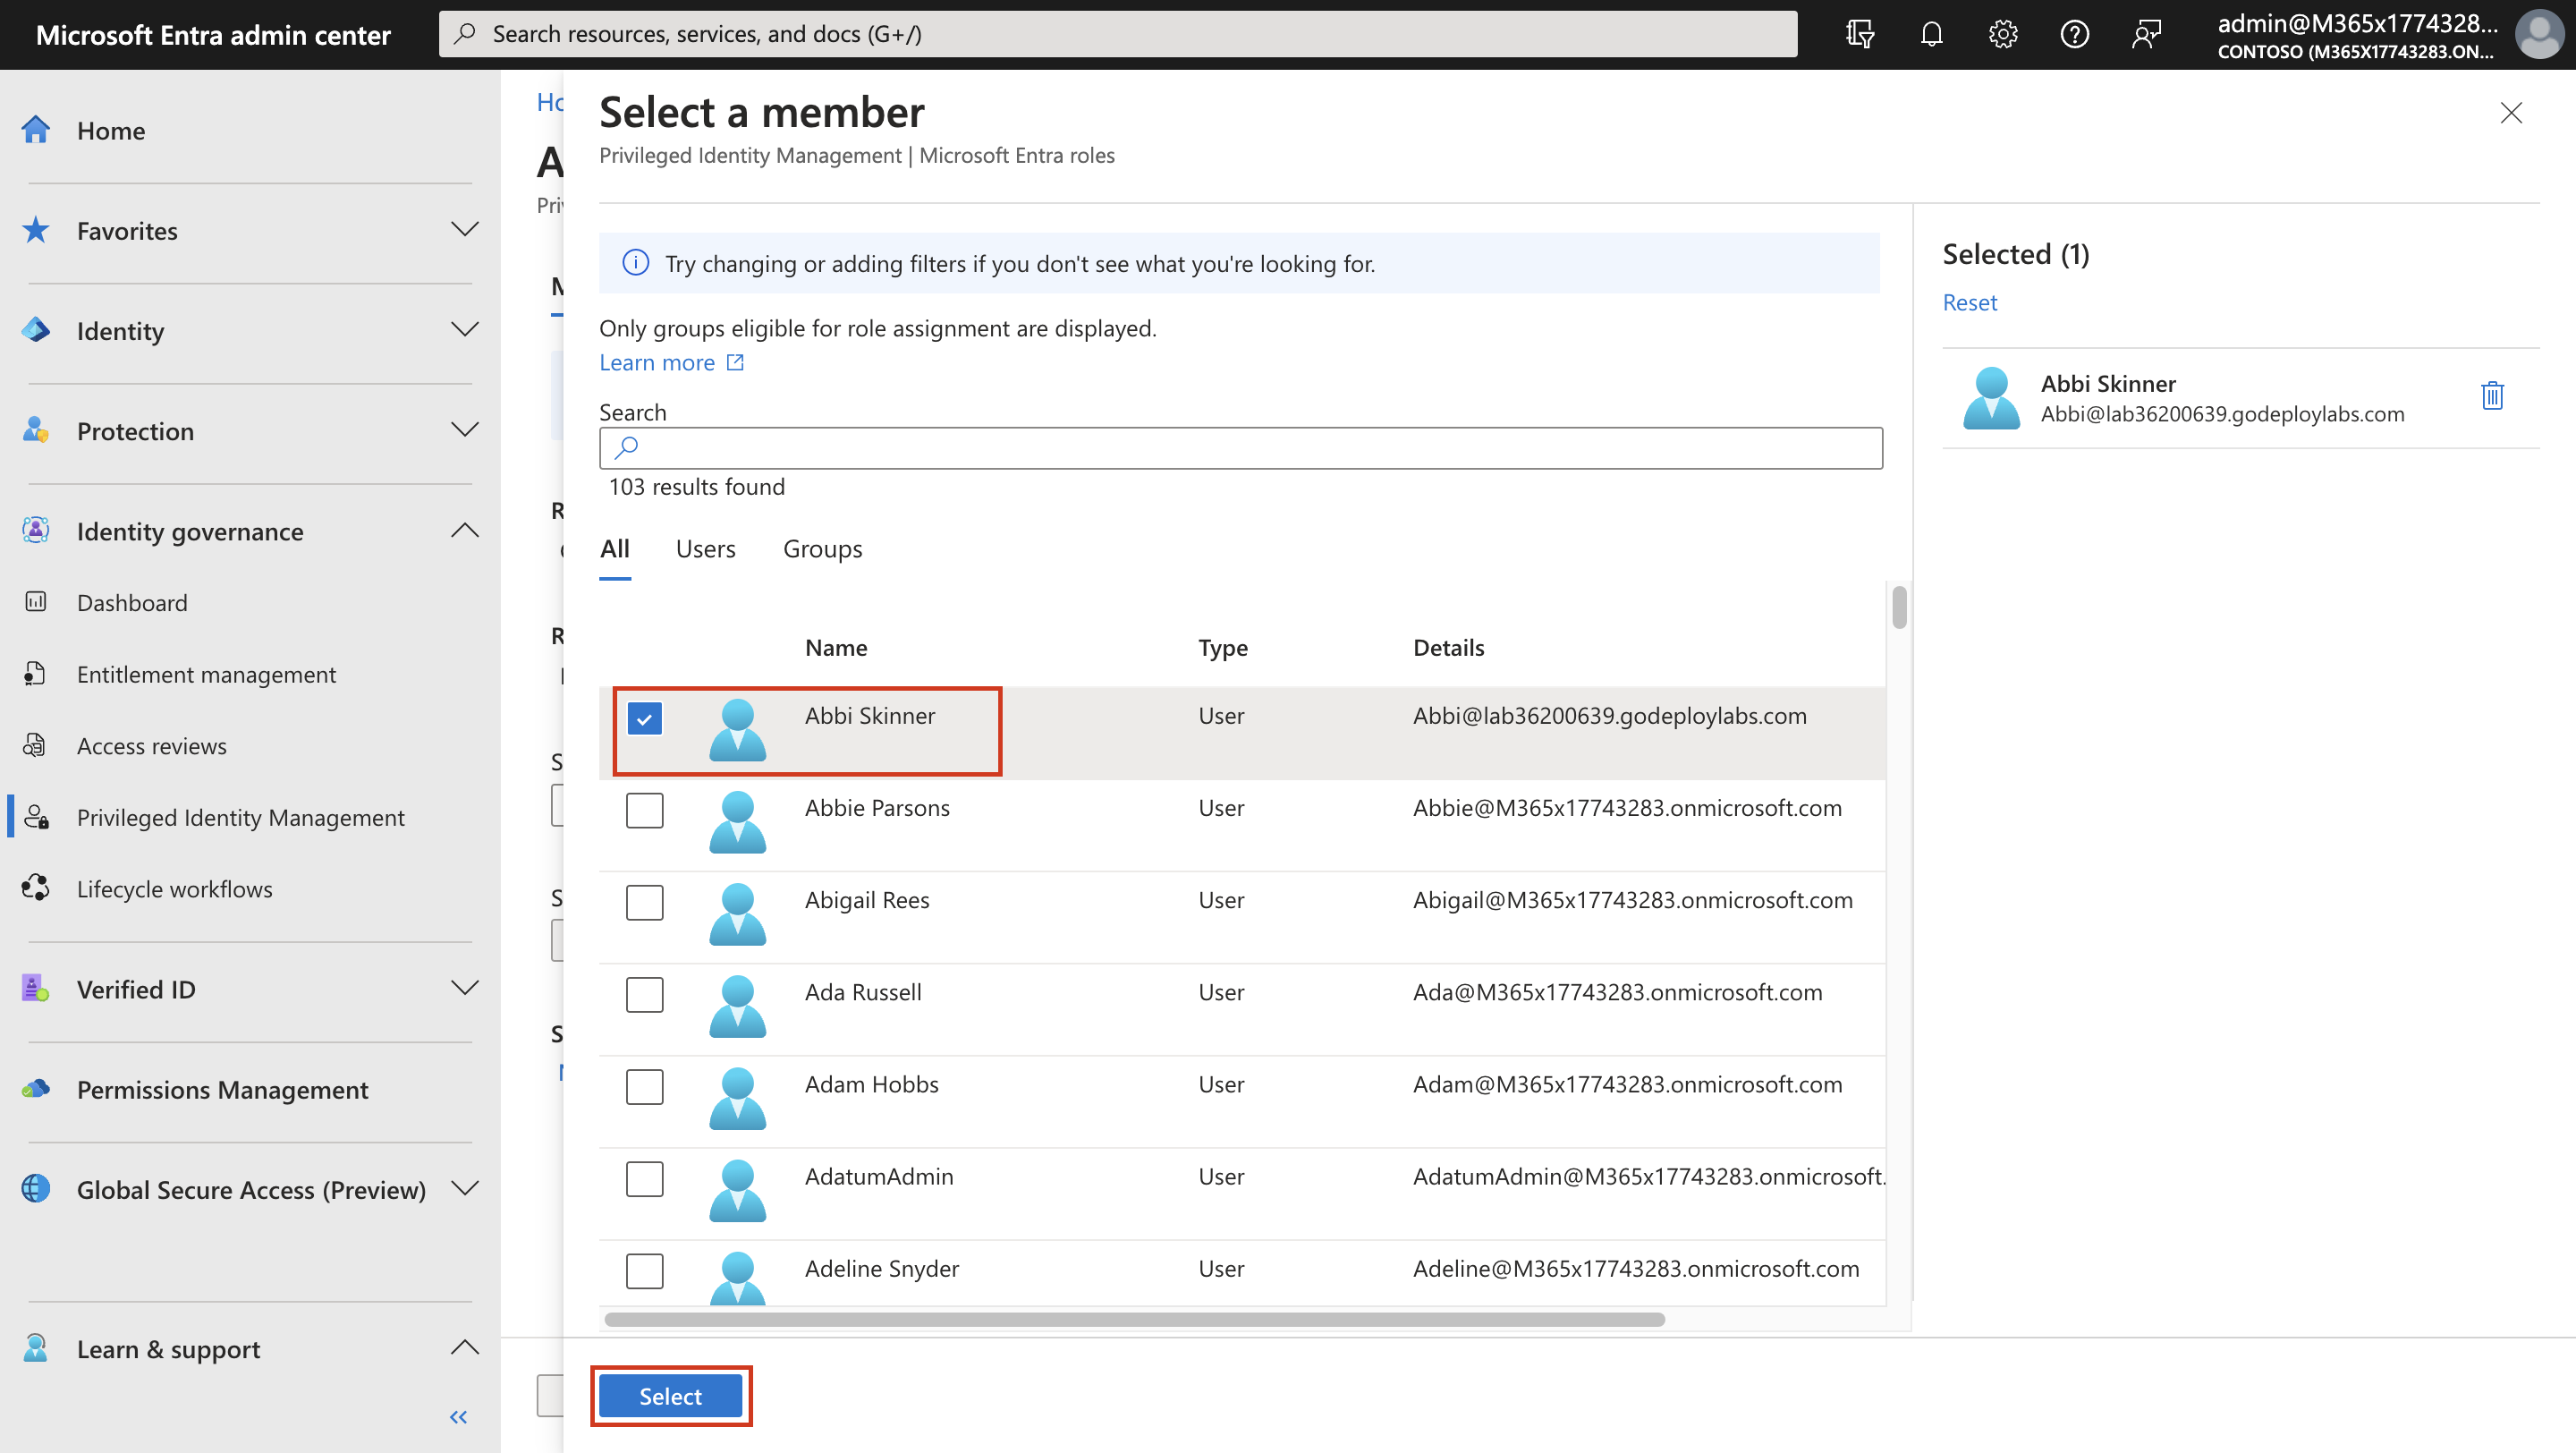 Microsoft Entra admin center
Search resources, services, and docs (G+/)
admin@M365x1774328...
CONTOSO (M365X17743283.ON...
Home
Favorites
Identity
Protection
Identity governance
Dashboard
Entitlement management
Access reviews
Privileged Identity Management
Lifecycle workflows
Verified ID
Permissions Management
Global Secure Access (Preview)
Learn & support
Select a member
Privileged Identity Management | Microsoft Entra roles
Try changing or adding filters if you don't see what you're looking for.
Only groups eligible for role assignment are displayed.
Learn more
Search
103 results found
All Users Groups
Name Type Details
Abbi Skinner User Abbi@lab36200639.godeploylabs.com
Abbie Parsons User Abbie@M365x17743283.onmicrosoft.com
Abigail Rees User Abigail@M365x17743283.onmicrosoft.com
Ada Russell User Ada@M365x17743283.onmicrosoft.com
Adam Hobbs User Adam@M365x17743283.onmicrosoft.com
AdatumAdmin User AdatumAdmin@M365x17743283.onmicrosoft.
Adeline Snyder User Adeline@M365x17743283.onmicrosoft.com
Select
Selected (1)
Reset
Abbi Skinner
Abbi@lab36200639.godeploylabs.com